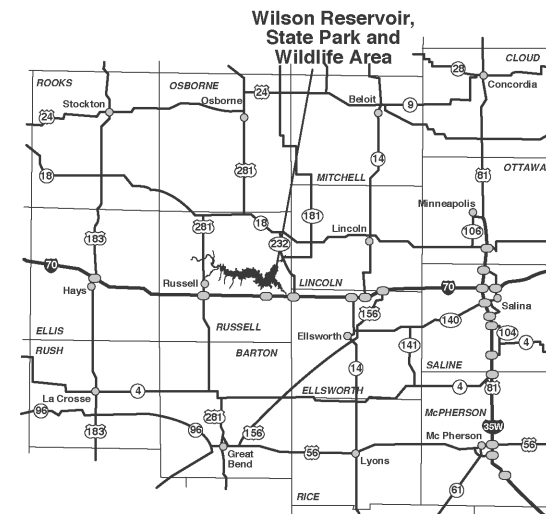 Wilson Reservoir,
State Park and
Wildlife Area
CLOUD
28
ROOKS
OSBORNE
Concordia
24
Stockton
Osborne
Beloit
9
24
14
MITCHELL
OTTAWA
18
281
81
181
Minneapolis
281
18
Lincoln
106
183
232
70
Hays
Russell
LINCOLN
70
156
Salina
ELLIS
RUSSELL
140
104
RUSH
BARTON
Ellsworth
141
4
14
SALINE
La Crosse
4
ELLSWORTH
4
81
96
281
McPHERSON
183
96
156
35W
Mc Pherson
56
Great
Bend
56
Lyons
61
RICE